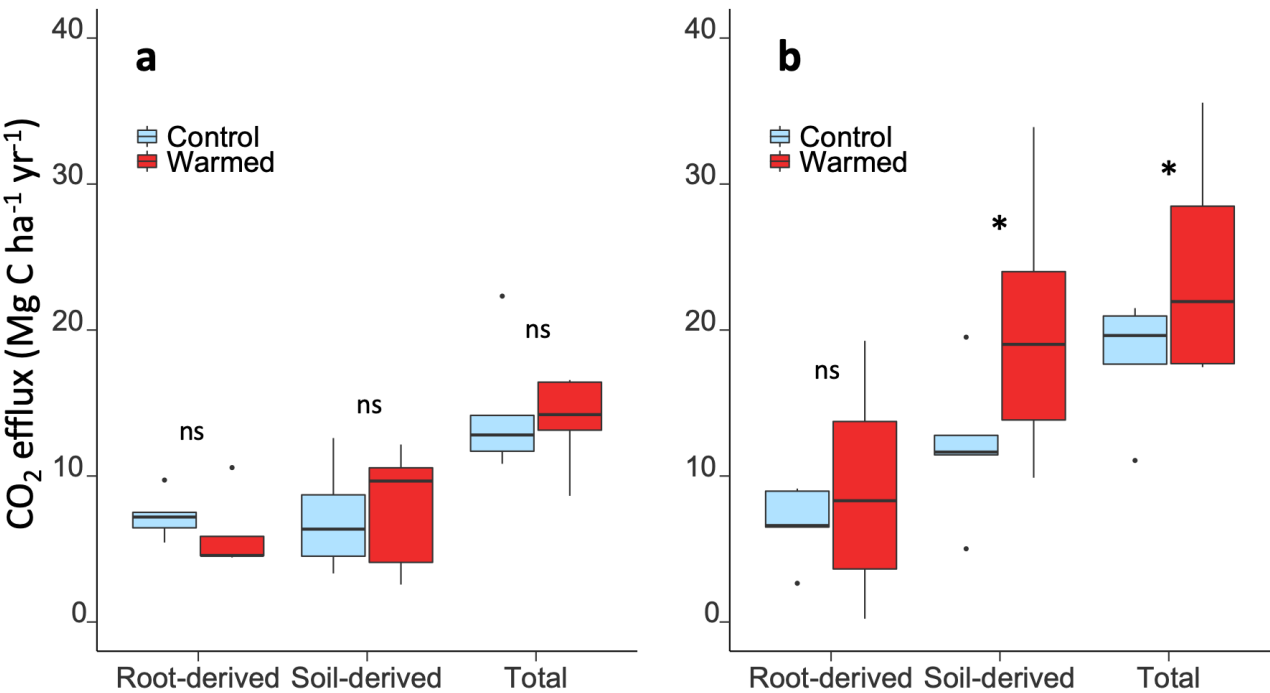 a
Control
Warmed
CO₂ efflux (Mg C ha⁻¹ yr⁻¹)
40
30
20
10
0
ns
ns
ns
Root-derived Soil-derived Total
b
Control
Warmed
40
30
20
10
0
ns
*
*
Root-derived Soil-derived Total